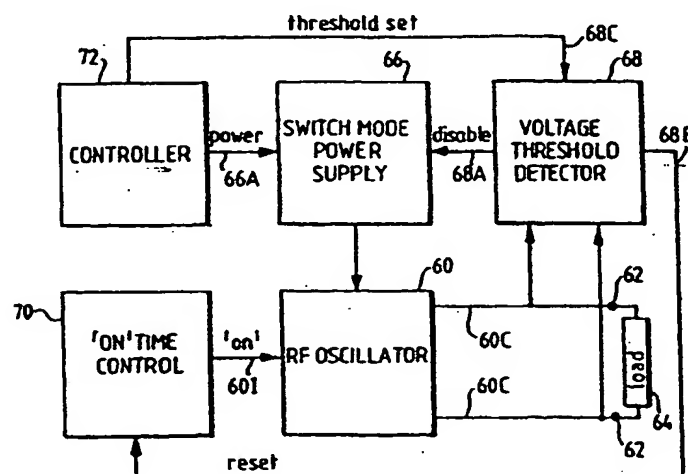 threshold set
68C
72
66
68
CONTROLLER
power
66A
SWITCH MODE
POWER
SUPPLY
disable
68A
VOLTAGE
THRESHOLD
DETECTOR
68B
70
60
62
'ON' TIME
CONTROL
'on'
60I
RF OSCILLATOR
60C
load
60C
64
62
reset